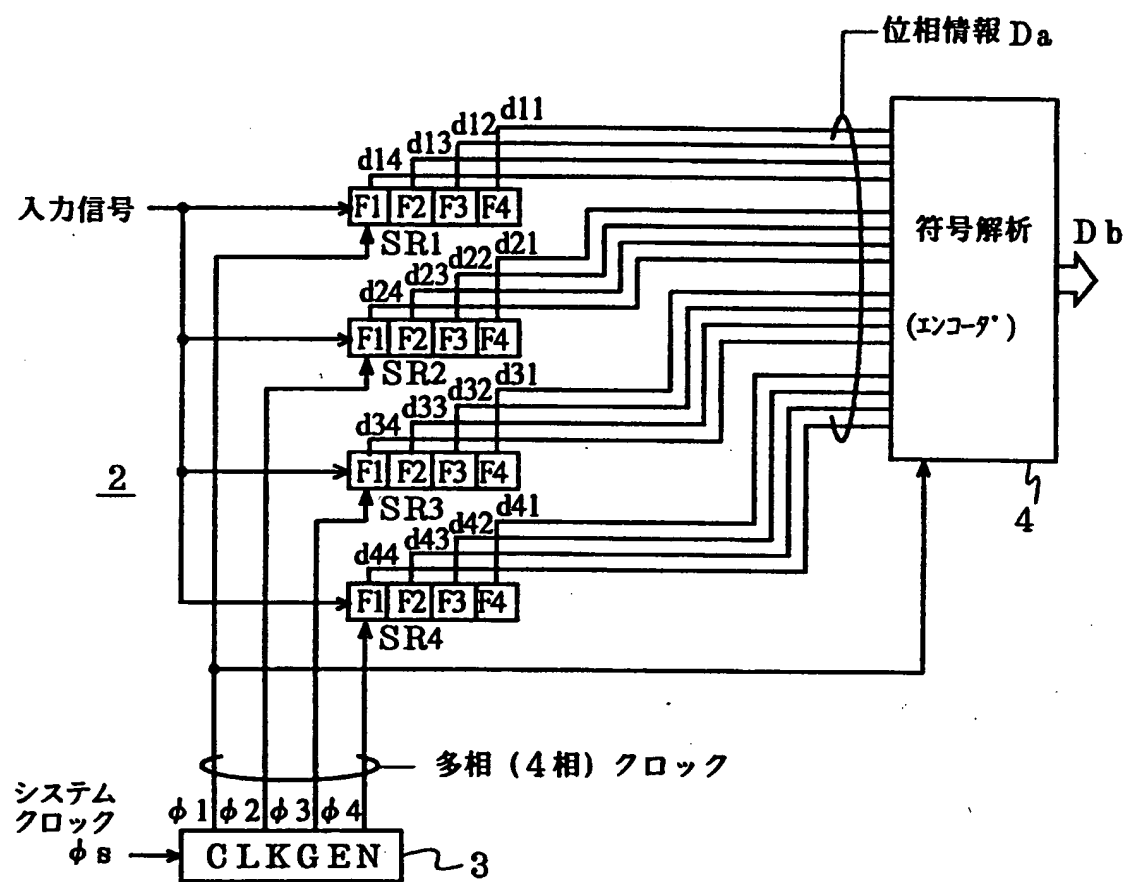 位相情報 Da
d11
d12
d13
d14
入力信号
F1 F2 F3 F4
SR1
d21
d22
d23
d24
F1 F2 F3 F4
SR2
d31
d32
d33
d34
F1 F2 F3 F4
SR3
d41
d42
d43
d44
F1 F2 F3 F4
SR4
符号解析
(エンコーダ)
Db
2
4
多相(4相)クロック
システム
クロック
φs
φ1 φ2 φ3 φ4
CLKGEN
3